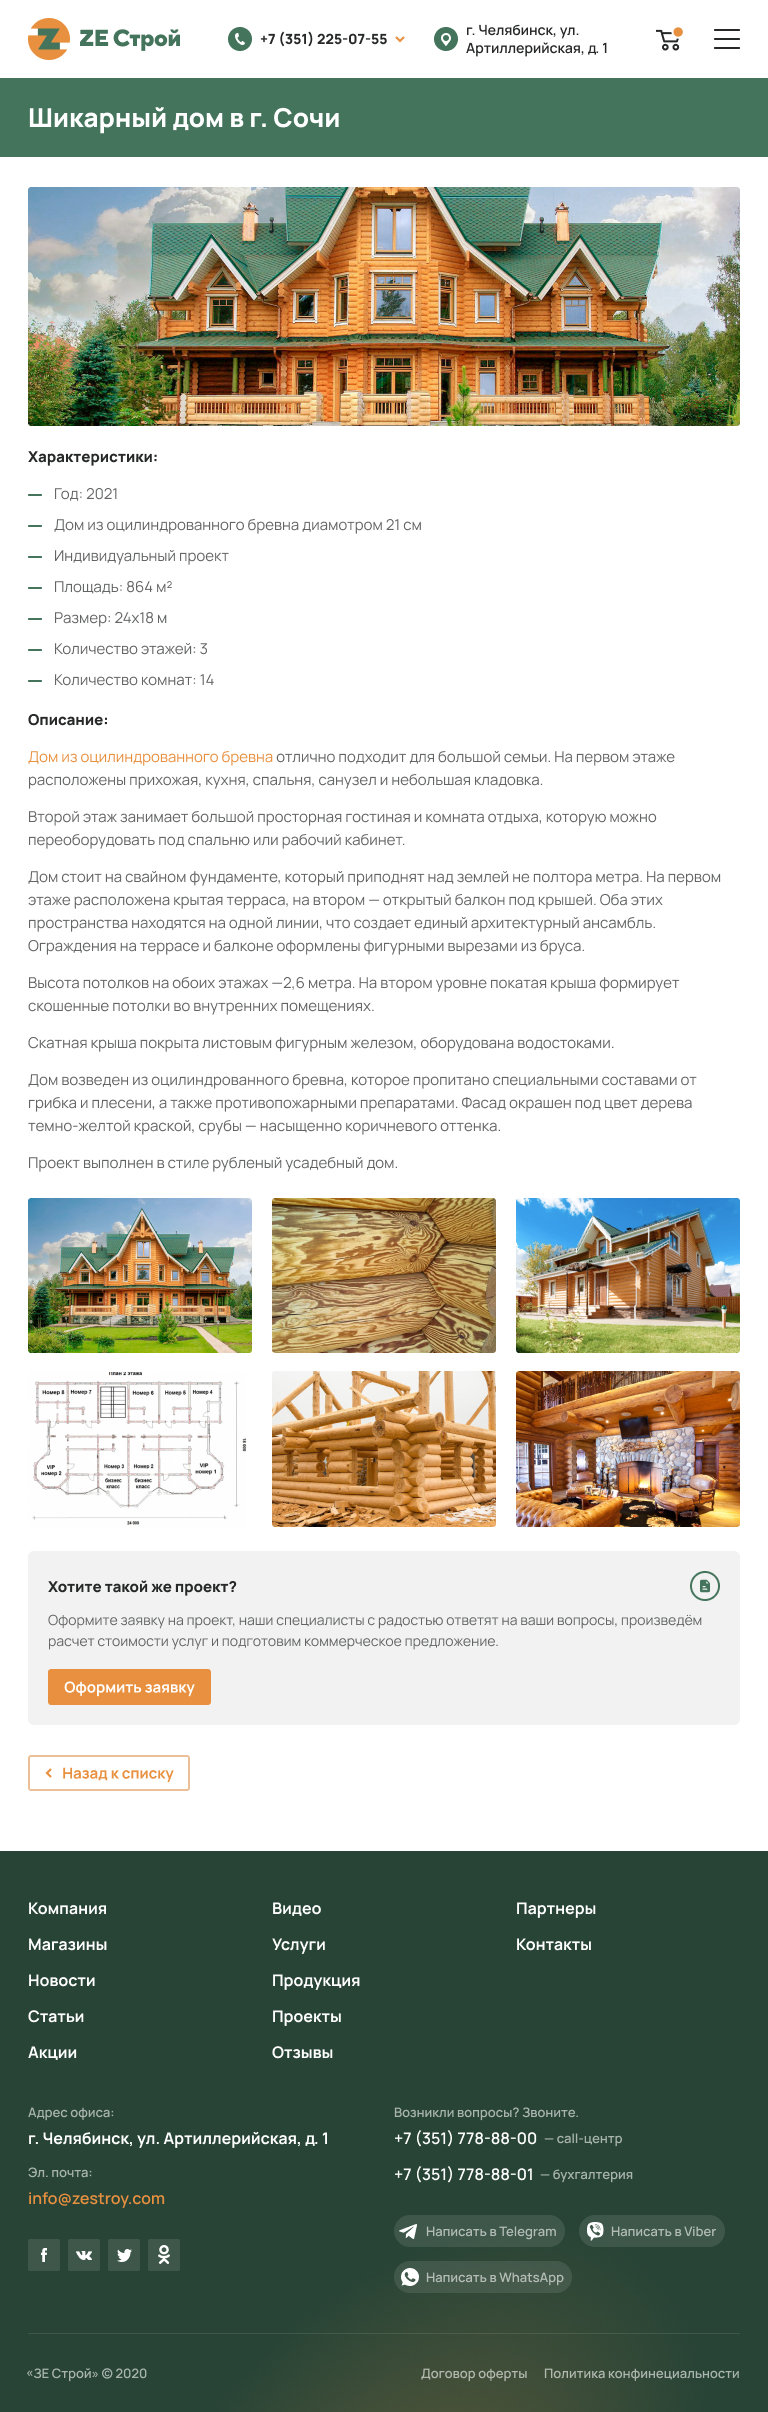 ZE Строй
+7 (351) 225-07-55
г. Челябинск, ул.
Артиллерийская, д. 1
Шикарный дом в г. Сочи
Характеристики:
Год: 2021
Дом из оцилиндрованного бревна диамотром 21 см
Индивидуальный проект
Площадь: 864 м²
Размер: 24х18 м
Количество этажей: 3
Количество комнат: 14
Описание:
Дом из оцилиндрованного бревна отлично подходит для большой семьи. На первом этаже
расположены прихожая, кухня, спальня, санузел и небольшая кладовка.
Второй этаж занимает большой просторная гостиная и комната отдыха, которую можно
переоборудовать под спальню или рабочий кабинет.
Дом стоит на свайном фундаменте, который приподнят над землей не полтора метра. На первом
этаже расположена крытая терраса, на втором — открытый балкон под крышей. Оба этих
пространства находятся на одной линии, что создает единый архитектурный ансамбль.
Ограждения на террасе и балконе оформлены фигурными вырезами из бруса.
Высота потолков на обоих этажах —2,6 метра. На втором уровне покатая крыша формирует
скошенные потолки во внутренних помещениях.
Скатная крыша покрыта листовым фигурным железом, оборудована водостоками.
Дом возведен из оцилиндрованного бревна, которое пропитано специальными составами от
грибка и плесени, а также противопожарными препаратами. Фасад окрашен под цвет дерева
темно-желтой краской, срубы — насыщенно коричневого оттенка.
Проект выполнен в стиле рубленый усадебный дом.
План 2 этажа
Номер 8 Номер 7 Номер 6 Номер 5 Номер 4
VIP номер 2
Номер 3 бизнес класс
Номер 2 бизнес класс
VIP номер 1
24 000
Хотите такой же проект?
Оформите заявку на проект, наши специалисты с радостью ответят на ваши вопросы, произведём
расчет стоимости услуг и подготовим коммерческое предложение.
Оформить заявку
Назад к списку
Компания
Магазины
Новости
Статьи
Акции
Видео
Услуги
Продукция
Проекты
Отзывы
Партнеры
Контакты
Адрес офиса:
г. Челябинск, ул. Артиллерийская, д. 1
Эл. почта:
info@zestroy.com
Возникли вопросы? Звоните.
+7 (351) 778-88-00 — call-центр
+7 (351) 778-88-01 — бухгалтерия
Написать в Telegram
Написать в Viber
Написать в WhatsApp
«ЗЕ Строй» © 2020
Договор оферты
Политика конфинециальности